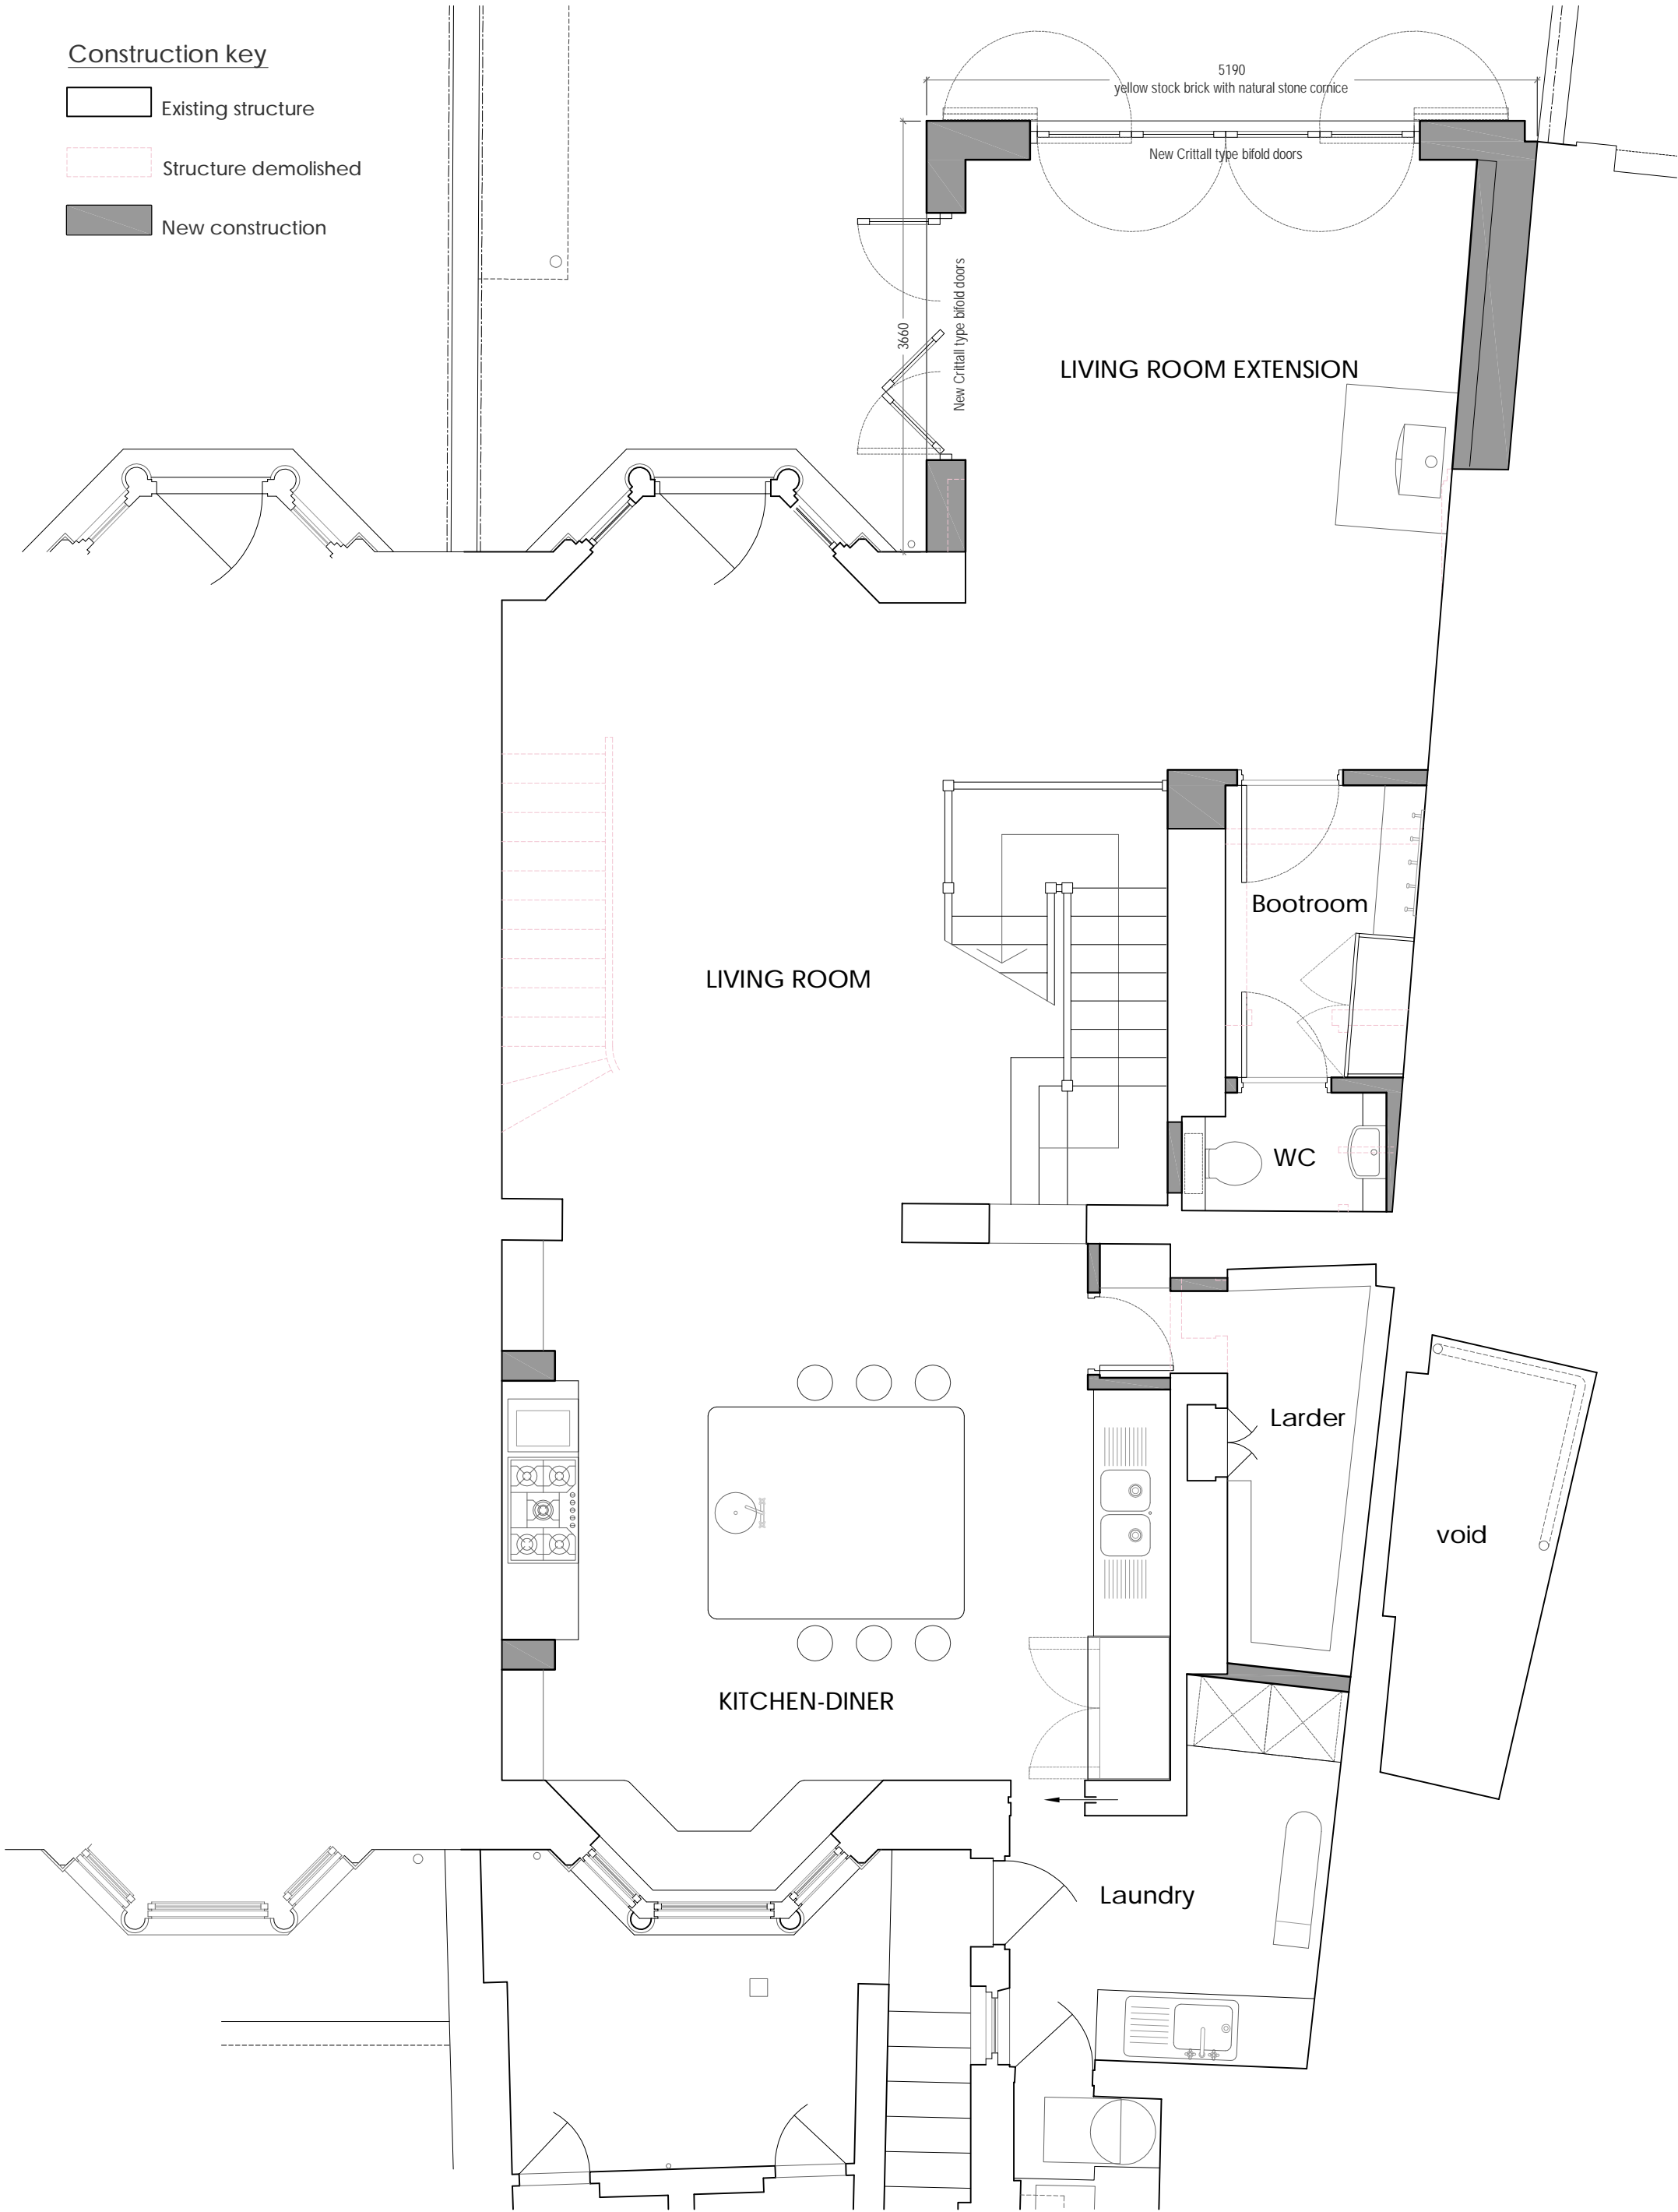 Construction key
Existing structure
Structure demolished
New construction
5190
yellow stock brick with natural stone cornice
New Crittall type bifold doors
3660
New Crittall type bifold doors
LIVING ROOM EXTENSION
Bootroom
LIVING ROOM
WC
Larder
void
KITCHEN-DINER
Laundry